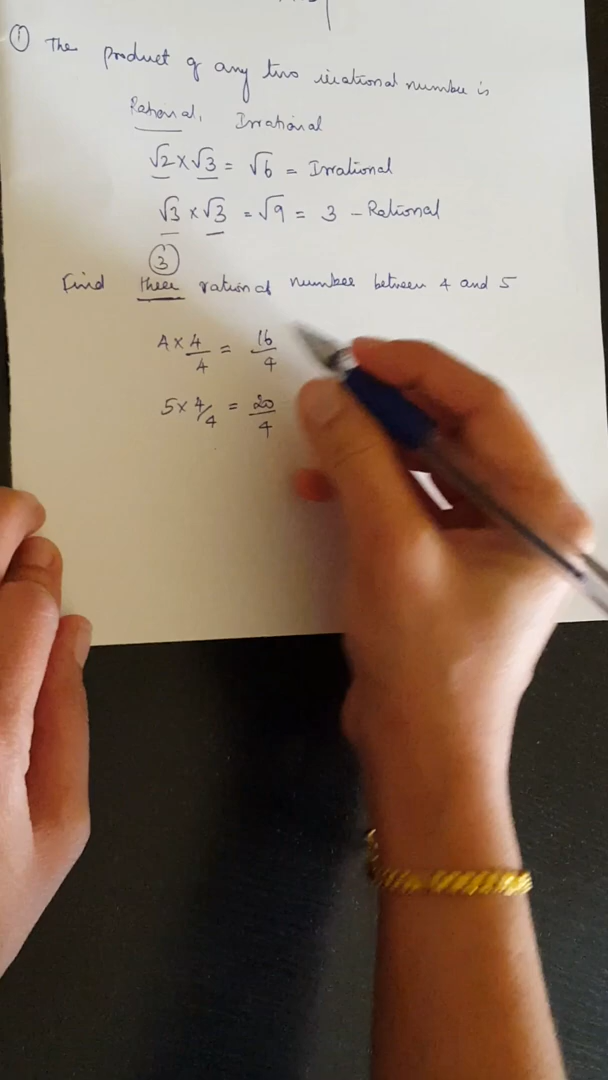 ① The product of any two irrational number is
Rational, Irrational
√2 × √3 = √6 = Irrational
√3 × √3 = √9 = 3 - Rational
③
Find three rational number between 4 and 5
4 × 4/4 = 16/4
5 × 4/4 = 20/4